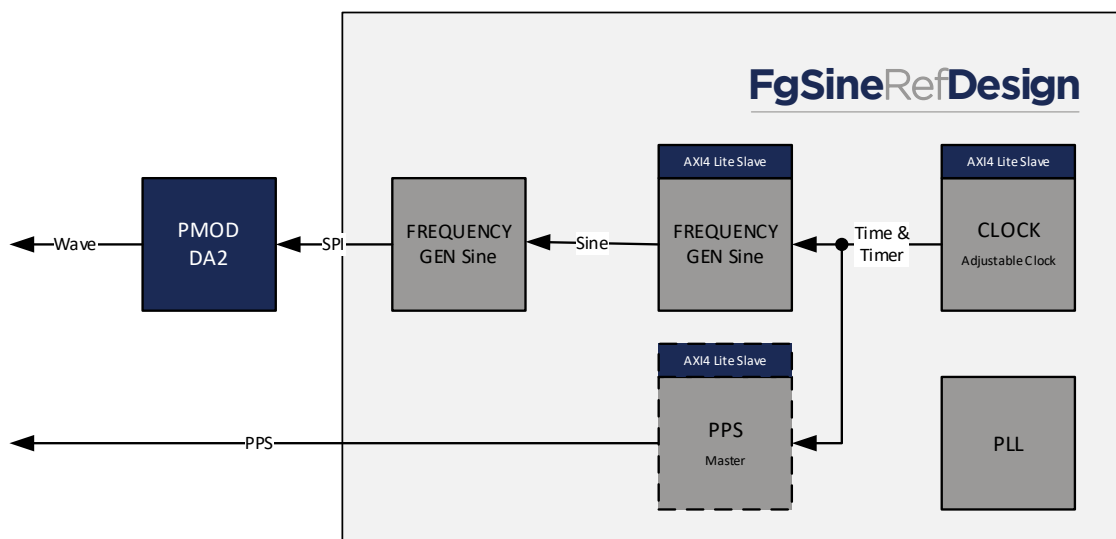 FgSineRefDesign
AXI4 Lite Slave
AXI4 Lite Slave
Wave
PMOD
DA2
SPI
FREQUENCY
GEN Sine
Sine
FREQUENCY
GEN Sine
Time &
Timer
CLOCK
Adjustable Clock
AXI4 Lite Slave
PPS
PPS
Master
PLL